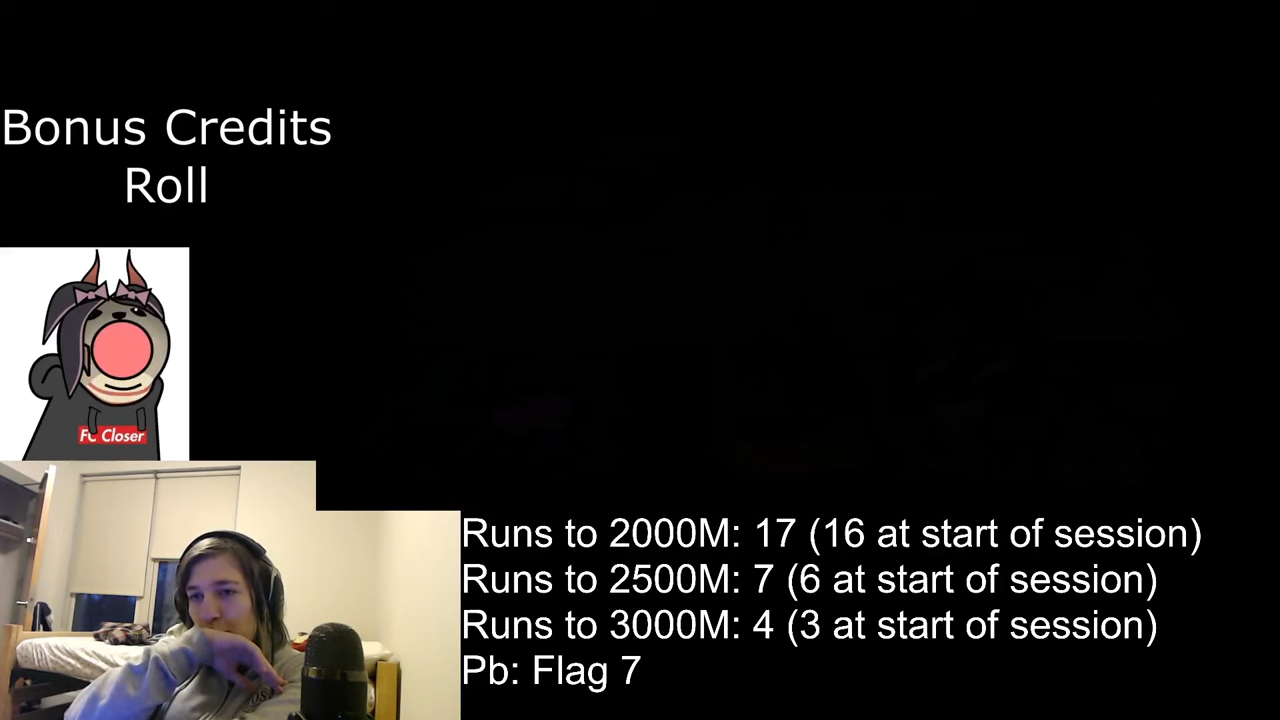 Bonus Credits
Roll
FC Closer
Runs to 2000M: 17 (16 at start of session)
Runs to 2500M: 7 (6 at start of session)
Runs to 3000M: 4 (3 at start of session)
Pb: Flag 7